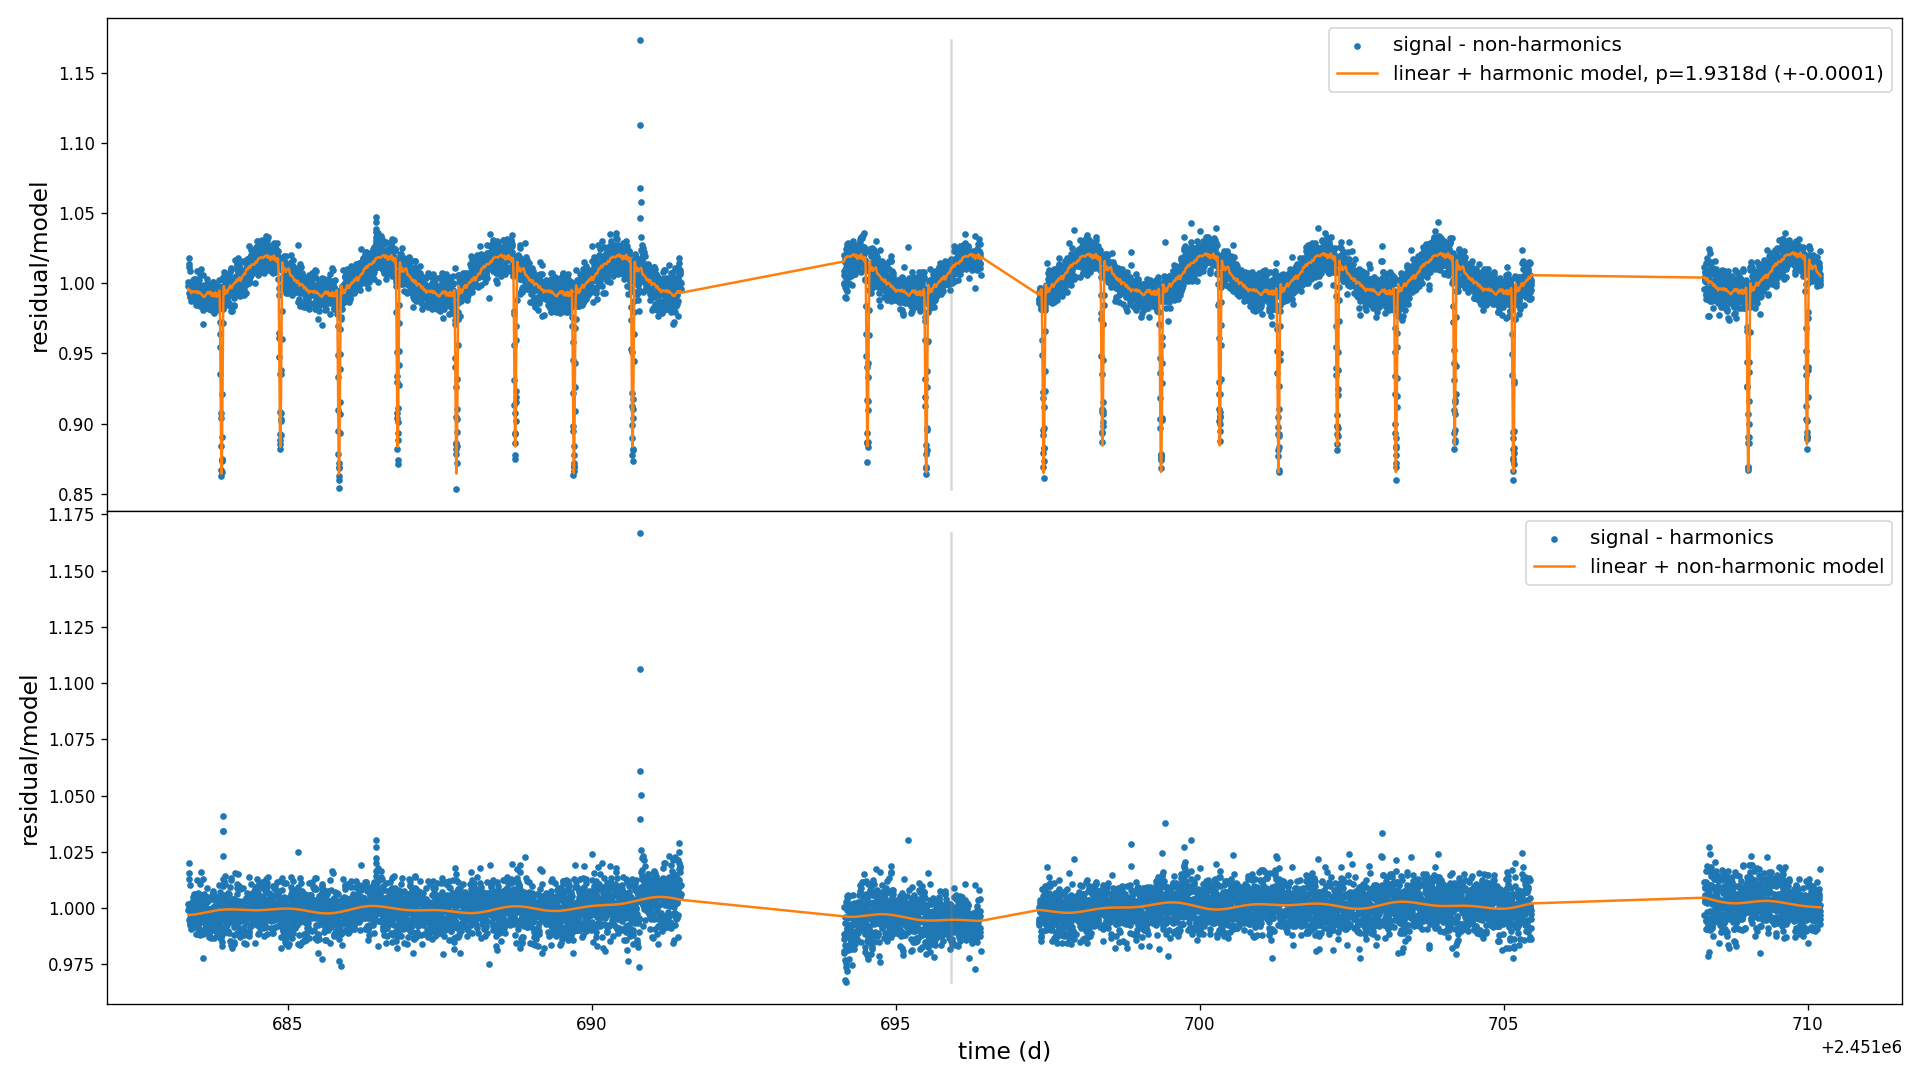 signal - non-harmonics
linear + harmonic model, p=1.9318d (+-0.0001)
residual/model
1.15
1.10
1.05
1.00
0.95
0.90
0.85
signal - harmonics
linear + non-harmonic model
residual/model
1.175
1.150
1.125
1.100
1.075
1.050
1.025
1.000
0.975
685 690 695 700 705 710
time (d)
+2.451e6